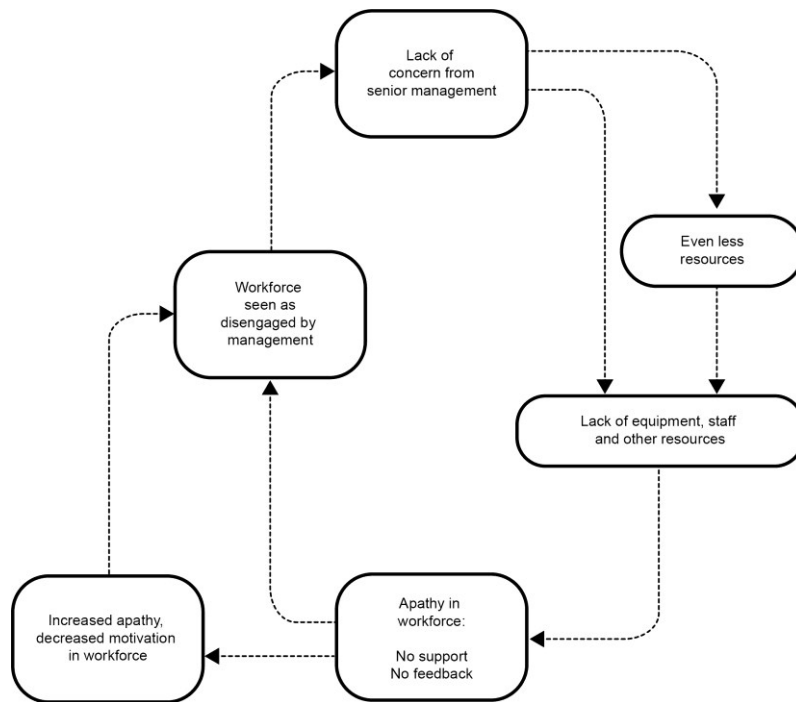 Lack of
concern from
senior management
Even less
resources
Workforce
seen as
disengaged by
management
Lack of equipment, staff
and other resources
Increased apathy,
decreased motivation
in workforce
Apathy in
workforce:
No support
No feedback